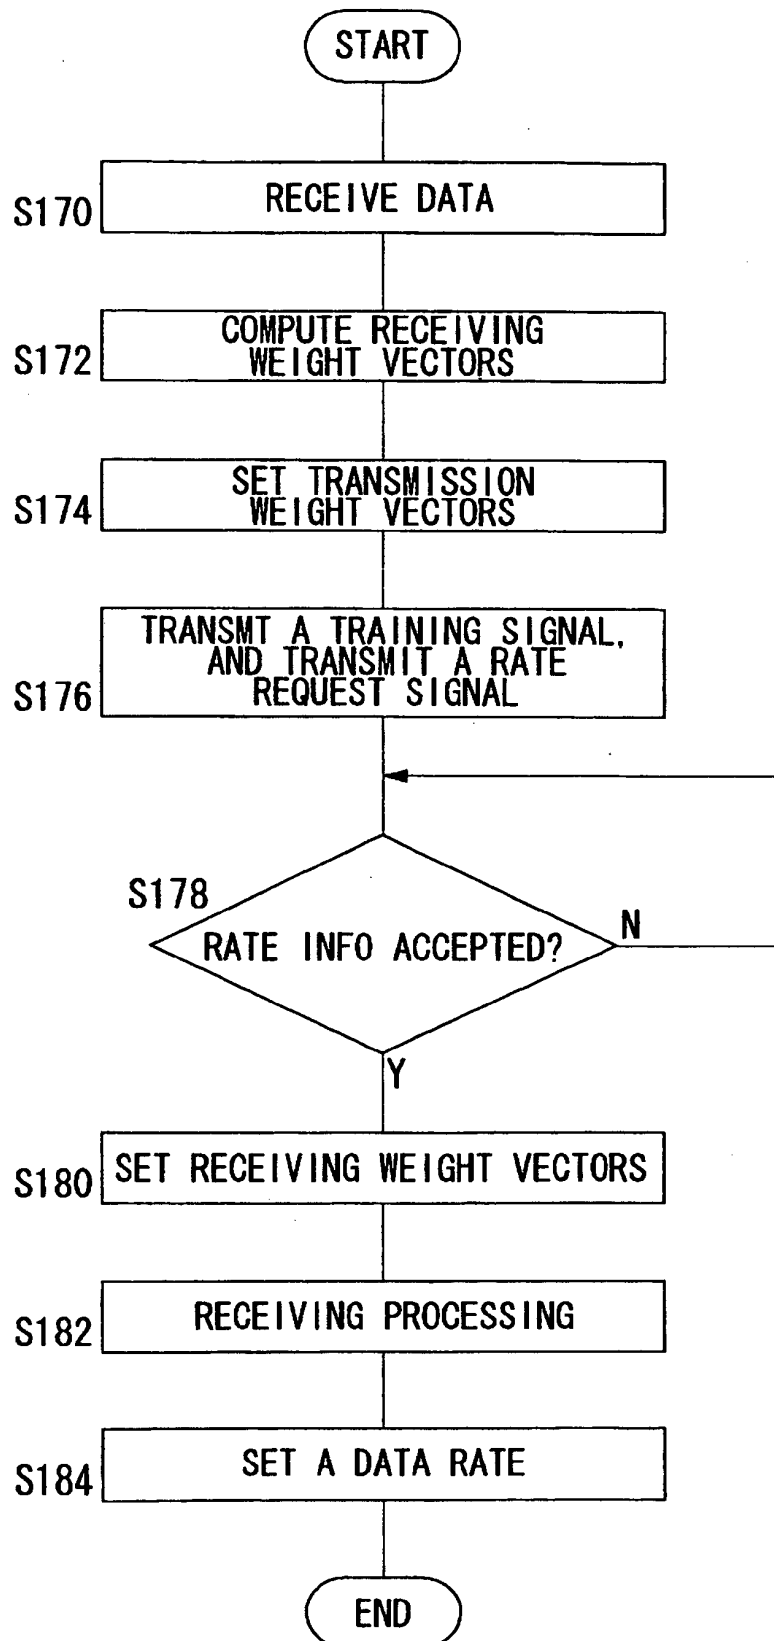 START
S170
RECEIVE DATA
S172
COMPUTE RECEIVING
WEIGHT VECTORS
S174
SET TRANSMISSION
WEIGHT VECTORS
S176
TRANSMT A TRAINING SIGNAL,
AND TRANSMIT A RATE
REQUEST SIGNAL
S178
RATE INFO ACCEPTED?
N
Y
S180
SET RECEIVING WEIGHT VECTORS
S182
RECEIVING PROCESSING
S184
SET A DATA RATE
END